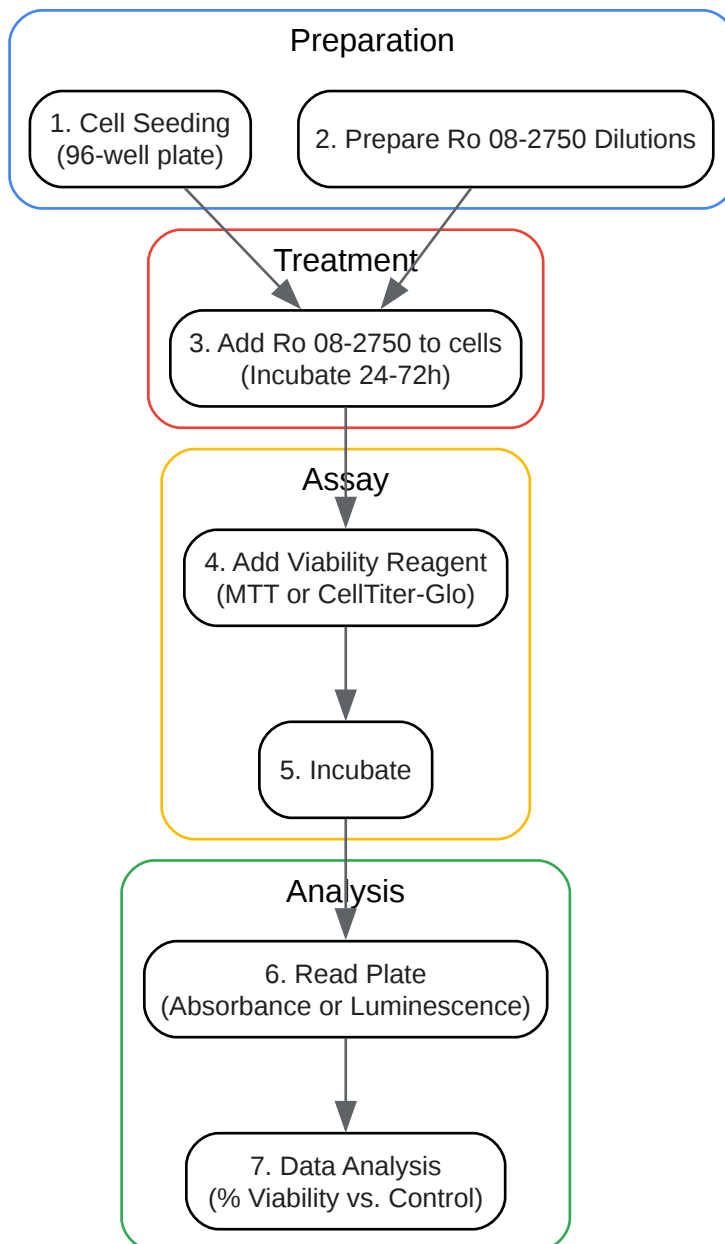 Preparation
1. Cell Seeding
(96-well plate)
2. Prepare Ro 08-2750 Dilutions
Treatment
3. Add Ro 08-2750 to cells
(Incubate 24-72h)
Assay
4. Add Viability Reagent
(MTT or CellTiter-Glo)
5. Incubate
Analysis
6. Read Plate
(Absorbance or Luminescence)
7. Data Analysis
(% Viability vs. Control)